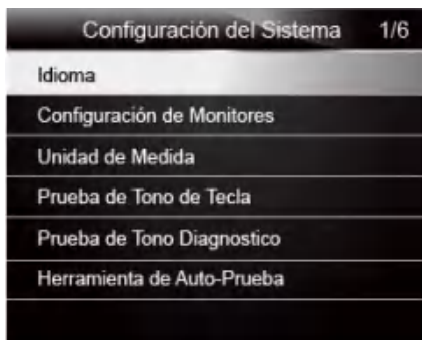 Configuración del Sistema 1/6
Idioma
Configuración de Monitores
Unidad de Medida
Prueba de Tono de Tecla
Prueba de Tono Diagnostico
Herramienta de Auto-Prueba